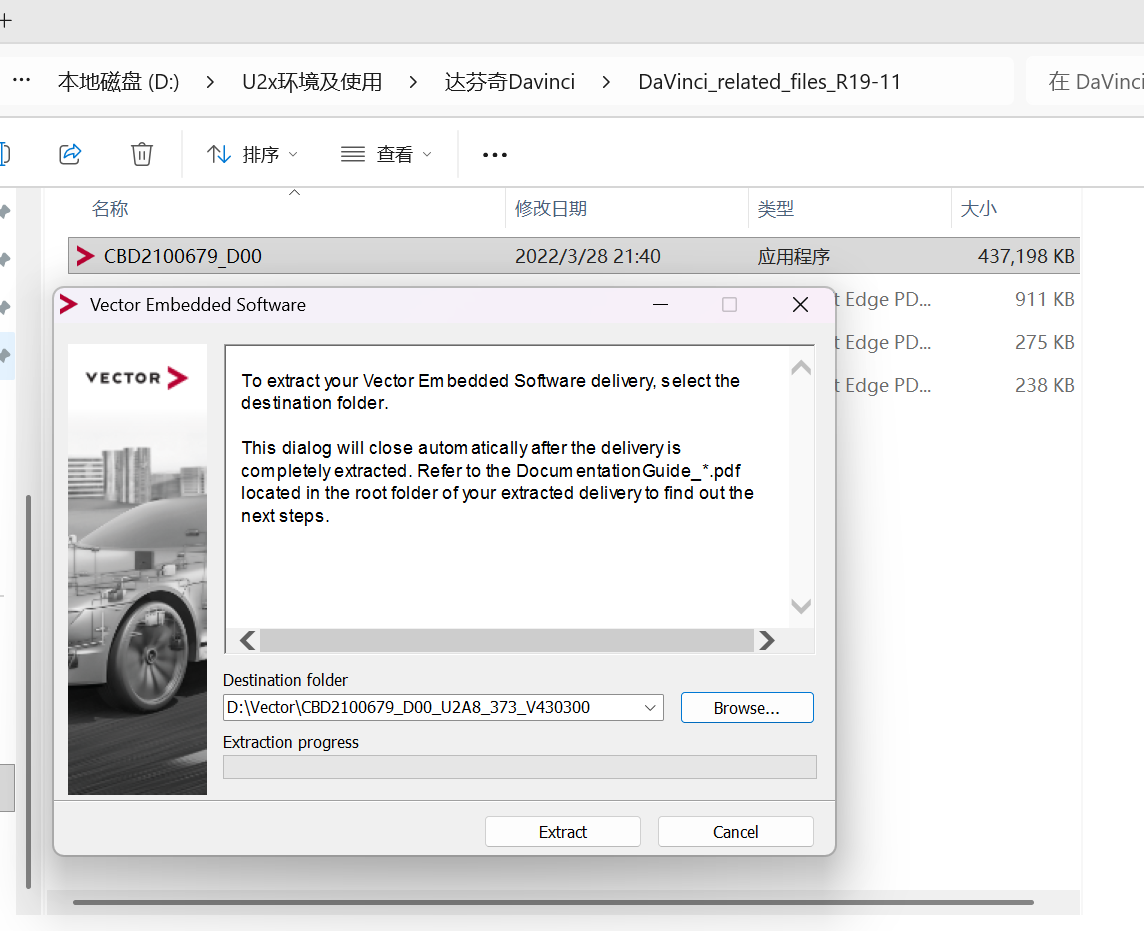 本地磁盘 (D:) > U2x环境及使用 > 达芬奇Davinci > DaVinci_related_files_R19-11
在 DaVinci
排序
查看
名称
修改日期
类型
大小
CBD2100679_D00
2022/3/28 21:40
应用程序
437,198 KB
Vector Embedded Software
t Edge PD...
911 KB
t Edge PD...
275 KB
t Edge PD...
238 KB
VECTOR
To extract your Vector Embedded Software delivery, select the
destination folder.
This dialog will close automatically after the delivery is
completely extracted. Refer to the DocumentationGuide_*.pdf
located in the root folder of your extracted delivery to find out the
next steps.
Destination folder
D:\Vector\CBD2100679_D00_U2A8_373_V430300
Browse...
Extraction progress
Extract
Cancel